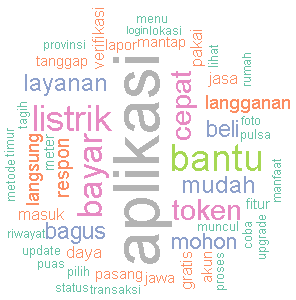 menu
login lokasi
provinsi
verifikasi
lapor mantap
pakai
lihat
rumah
tanggap
layanan
aplikasi
cepat
jasa
langganan
tagih
listrik
beli
foto
pulsa
timur
metode
langsung
meter
respon
bayar
bantu
manfaat
mudah
masuk
token
fitur
riwayat
bagus
mohon
muncul
coba
upgrade
update
daya
puas
pilih
pasang
jawa
gratis
akun
proses
status transaksi